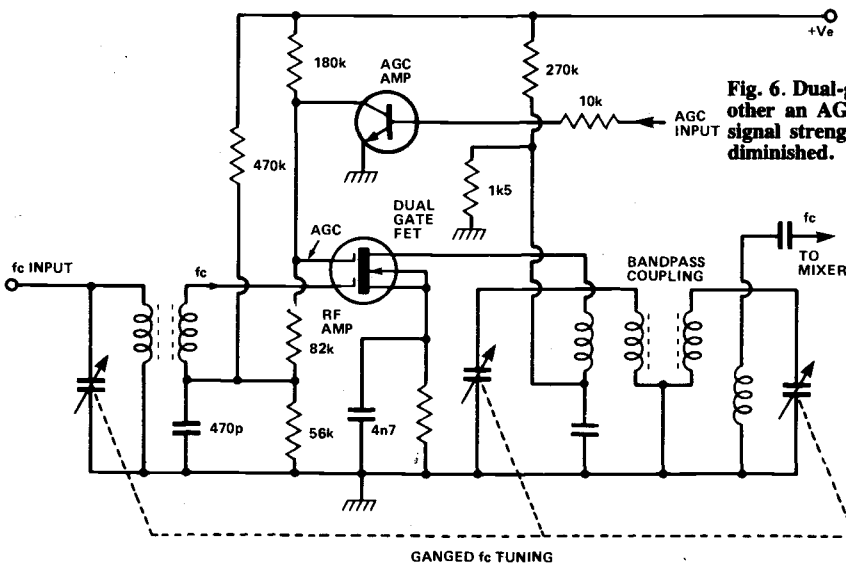 +Ve
180k
AGC
AMP
270k
10k
AGC
INPUT
Fig. 6. Dual-g
other an AG
signal streng
diminished.
470k
1k5
DUAL
GATE
FET
AGC
fc INPUT
fc
BANDPASS
COUPLING
fc
TO
MIXER
RF
AMP
82k
470p
56k
4n7
GANGED fc TUNING